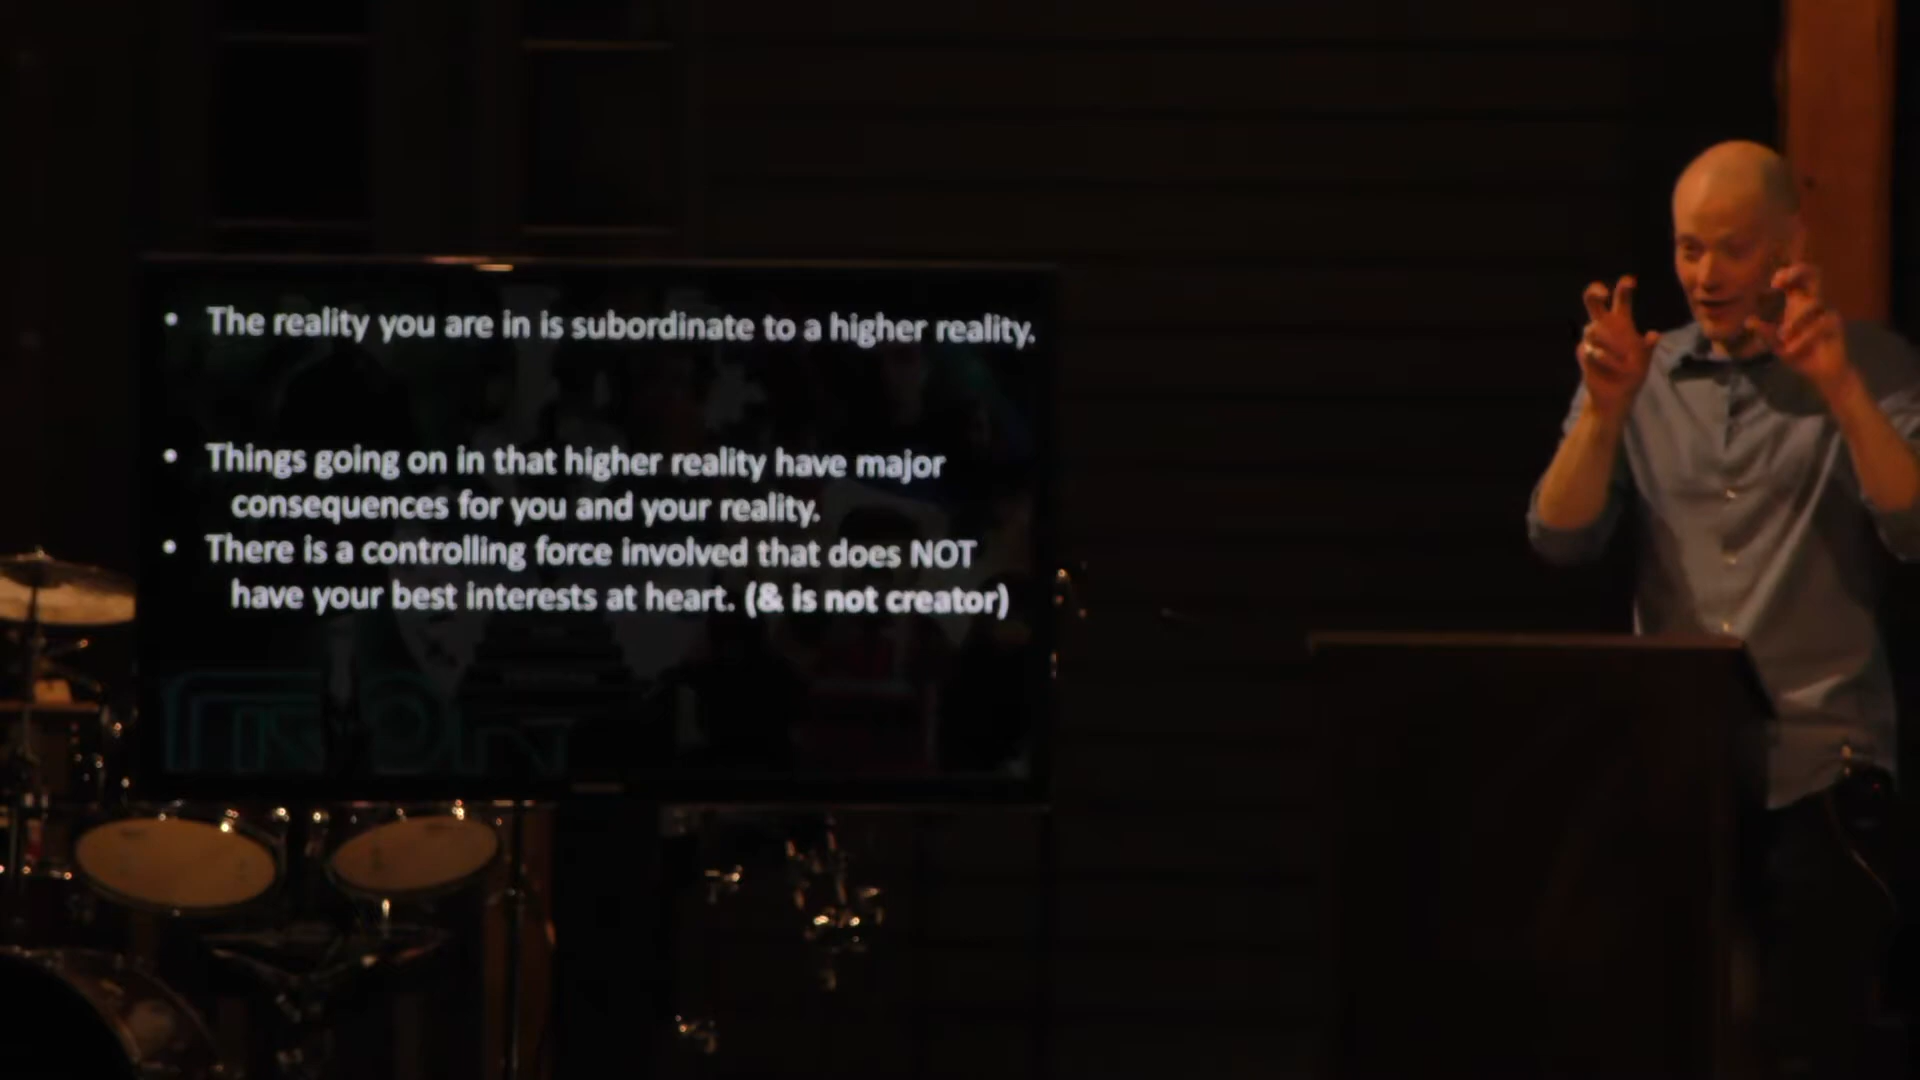 • The reality you are in is subordinate to a higher reality.
• Things going on in that higher reality have major
consequences for you and your reality.
• There is a controlling force involved that does NOT
have your best interests at heart. (& is not creator)
TRON